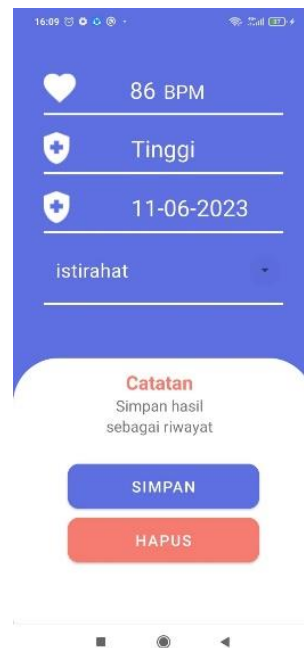 16:09
86 BPM
Tinggi
11-06-2023
istirahat
Catatan
Simpan hasil
sebagai riwayat
SIMPAN
HAPUS